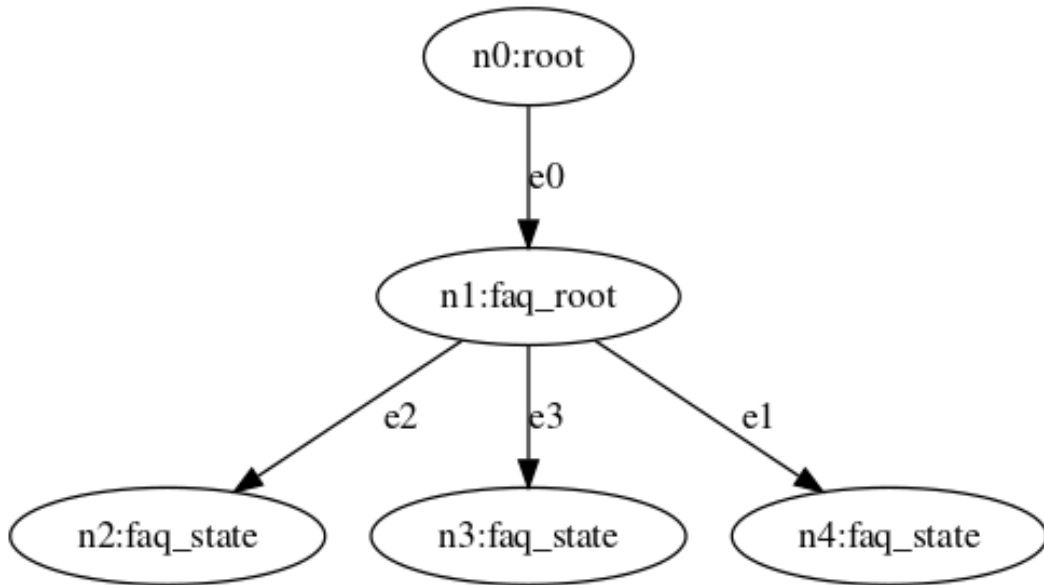 n0:root
e0
n1:faq_root
e2 e3 e1
n2:faq_state n3:faq_state n4:faq_state